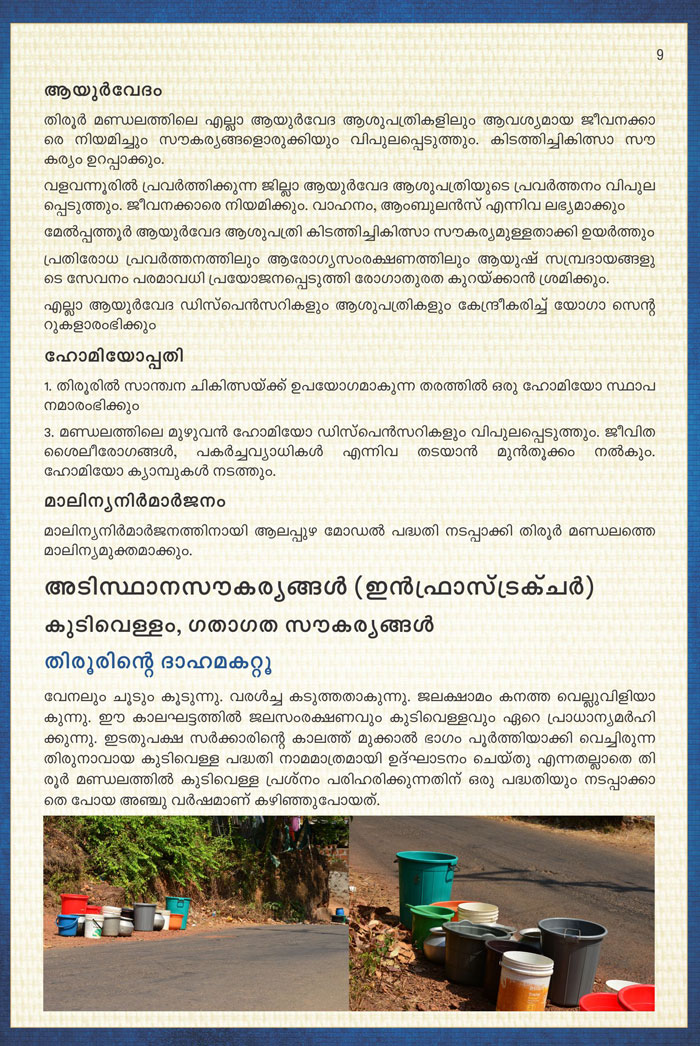 9
ആയുർവേദം
തിരൂർ മണ്ഡലത്തിലെ എല്ലാ ആയുർവേദ ആശുപത്രികളിലും ആവശ്യമായ ജീവനക്കാ
രെ നിയമിച്ചും സൗകര്യങ്ങളൊരുക്കിയും വിപുലപ്പെടുത്തും. കിടത്തിച്ചികിത്സാ സൗ
കര്യം ഉറപ്പാക്കും.
വളവന്നൂരിൽ പ്രവർത്തിക്കുന്ന ജില്ലാ ആയുർവേദ ആശുപത്രിയുടെ പ്രവർത്തനം വിപുല
പ്പെടുത്തും. ജീവനക്കാരെ നിയമിക്കും. വാഹനം, ആംബുലൻസ് എന്നിവ ലഭ്യമാക്കും
മേൽപ്പത്തൂർ ആയുർവേദ ആശുപത്രി കിടത്തിച്ചികിത്സാ സൗകര്യമുള്ളതാക്കി ഉയർത്തും
പ്രതിരോധ പ്രവർത്തനത്തിലും ആരോഗ്യസംരക്ഷണത്തിലും ആയുഷ് സമ്പ്രദായങ്ങളു
ടെ സേവനം പരമാവധി പ്രയോജനപ്പെടുത്തി രോഗാതുരത കുറയ്ക്കാൻ ശ്രമിക്കും.
എല്ലാ ആയുർവേദ ഡിസ്പെൻസറികളും ആശുപത്രികളും കേന്ദ്രീകരിച്ച് യോഗാ സെന്റ
റുകളാരംഭിക്കും
ഹോമിയോപ്പതി
1. തിരൂരിൽ സാന്ത്വന ചികിത്സയ്ക്ക് ഉപയോഗമാകുന്ന തരത്തിൽ ഒരു ഹോമിയോ സ്ഥാപ
നമാരംഭിക്കും
3. മണ്ഡലത്തിലെ മുഴുവൻ ഹോമിയോ ഡിസ്പെൻസറികളും വിപുലപ്പെടുത്തും. ജീവിത
ശൈലീരോഗങ്ങൾ, പകർച്ചവ്യാധികൾ എന്നിവ തടയാൻ മുൻതൂക്കം നൽകും.
ഹോമിയോ ക്യാമ്പുകൾ നടത്തും.
മാലിന്യനിർമാർജനം
മാലിന്യനിർമാർജനത്തിനായി ആലപ്പുഴ മോഡൽ പദ്ധതി നടപ്പാക്കി തിരൂർ മണ്ഡലത്തെ
മാലിന്യമുക്തമാക്കും.
അടിസ്ഥാനസൗകര്യങ്ങൾ (ഇൻഫ്രാസ്ട്രക്ചർ)
കുടിവെള്ളം, ഗതാഗത സൗകര്യങ്ങൾ
തിരൂരിന്റെ ദാഹമകറ്റൂ
വേനലും ചൂടും കൂടുന്നു. വരൾച്ച കടുത്തതാകുന്നു. ജലക്ഷാമം കനത്ത വെല്ലുവിളിയാ
കുന്നു. ഈ കാലഘട്ടത്തിൽ ജലസംരക്ഷണവും കുടിവെള്ളവും ഏറെ പ്രാധാന്യമർഹി
ക്കുന്നു. ഇടതുപക്ഷ സർക്കാരിന്റെ കാലത്ത് മുക്കാൽ ഭാഗം പൂർത്തിയാക്കി വെച്ചിരുന്ന
തിരുനാവായ കുടിവെള്ള പദ്ധതി നാമമാത്രമായി ഉദ്ഘാടനം ചെയ്തു എന്നതല്ലാതെ തി
രൂർ മണ്ഡലത്തിൽ കുടിവെള്ള പ്രശ്നം പരിഹരിക്കുന്നതിന് ഒരു പദ്ധതിയും നടപ്പാക്കാ
തെ പോയ അഞ്ചു വർഷമാണ് കഴിഞ്ഞുപോയത്.